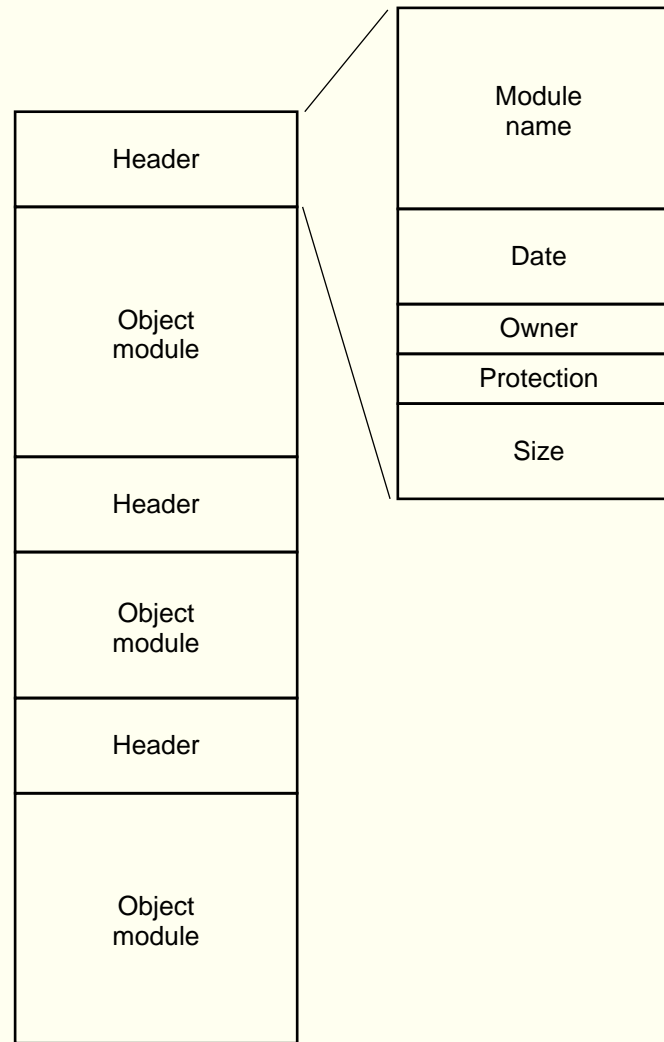 Header
Object
module
Header
Object
module
Header
Object
module
Module
name
Date
Owner
Protection
Size